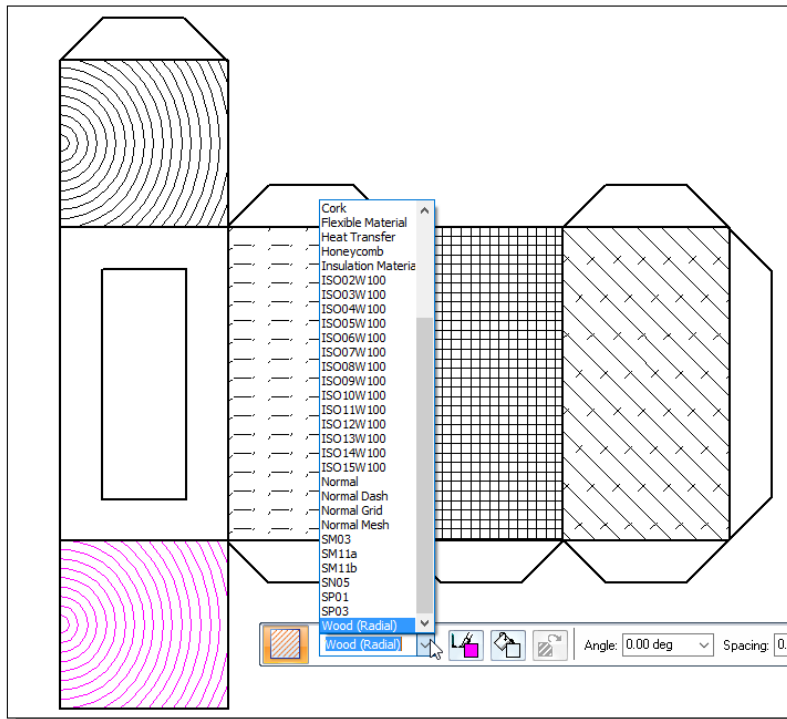 Cork
Flexible Material
Heat Transfer
Honeycomb
Insulation Materia
ISO02W100
ISO03W100
ISO04W100
ISO05W100
ISO06W100
ISO07W100
ISO08W100
ISO09W100
ISO10W100
ISO11W100
ISO12W100
ISO13W100
ISO14W100
ISO15W100
Normal
Normal Dash
Normal Grid
Normal Mesh
SM03
SM11a
SM11b
SN05
SP01
SP03
Wood (Radial)
Wood (Radial) Angle: 0.00 deg Spacing: 0.